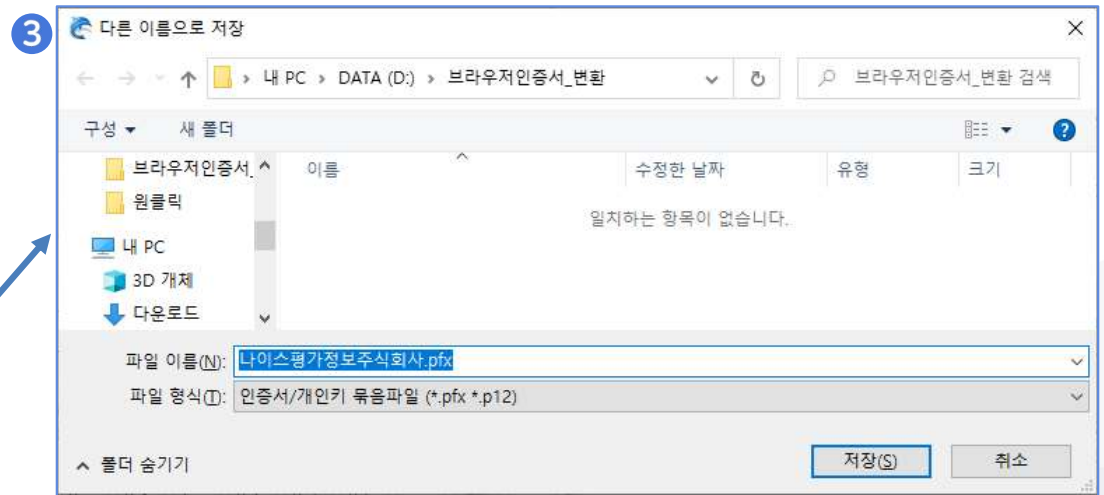 3
다른 이름으로 저장
내 PC > DATA (D:) > 브라우저인증서_변환
브라우저인증서_변환 검색
구성
새 폴더
?
브라우저인증서_
이름
수정한 날짜
유형
크기
원클릭
일치하는 항목이 없습니다.
내 PC
3D 개체
다운로드
파일 이름(N): 나이스평가정보주식회사.pfx
파일 형식(T): 인증서/개인키 묶음파일 (*.pfx *.p12)
폴더 숨기기
저장(S)
취소